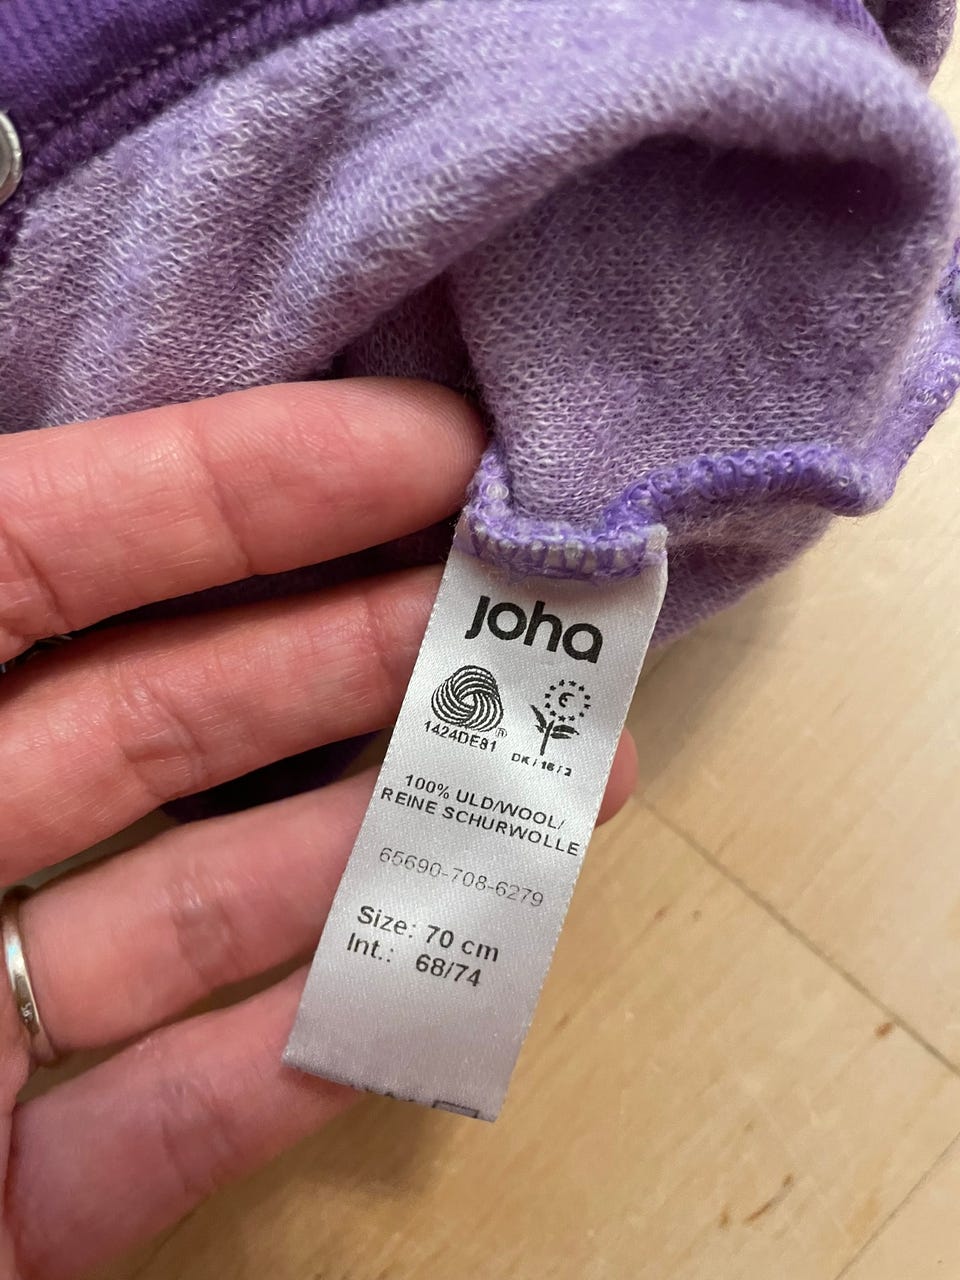 joha
®
1424DE81
DK/16/2
100% ULD/WOOL/
REINE SCHURWOLLE
65690-708-6279
Size: 70 cm
Int.: 68/74